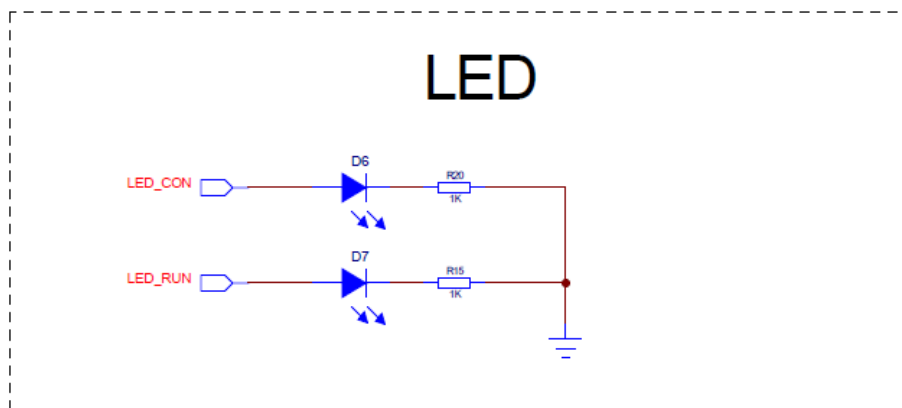 LED
D6
LED_CON
R20
1K
D7
LED_RUN
R15
1K